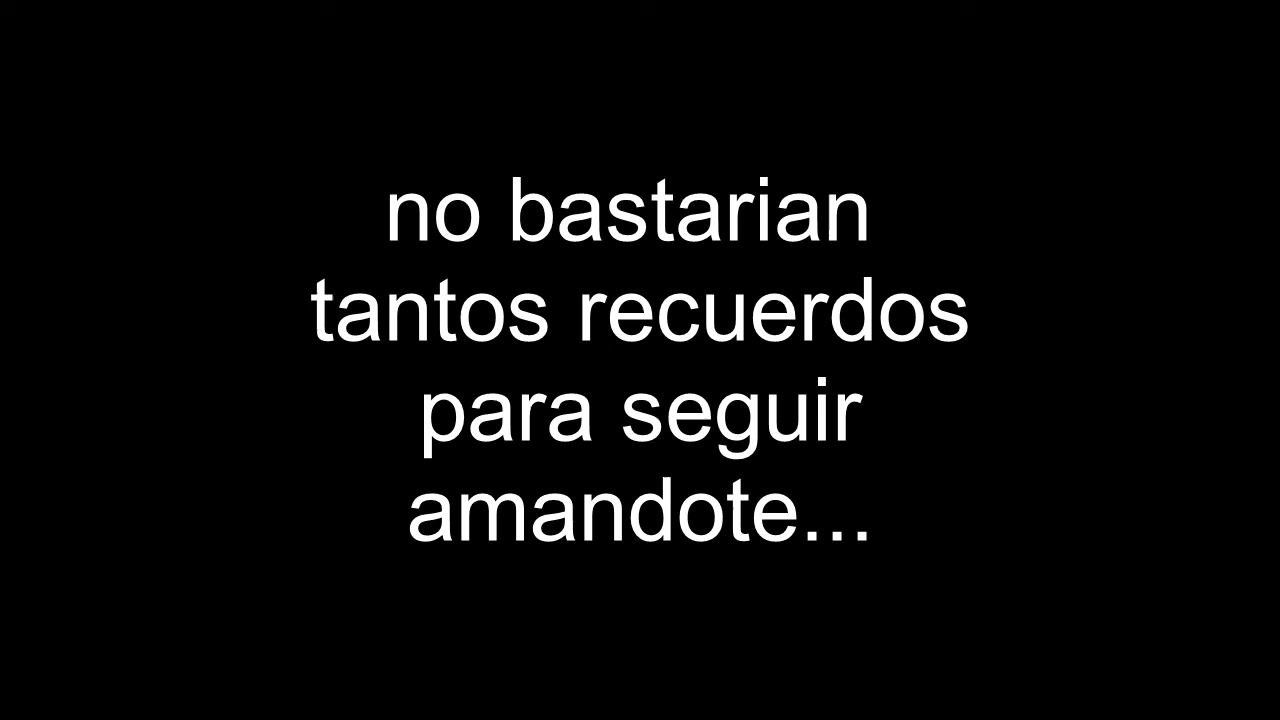 no bastarian
tantos recuerdos
para seguir
amandote...